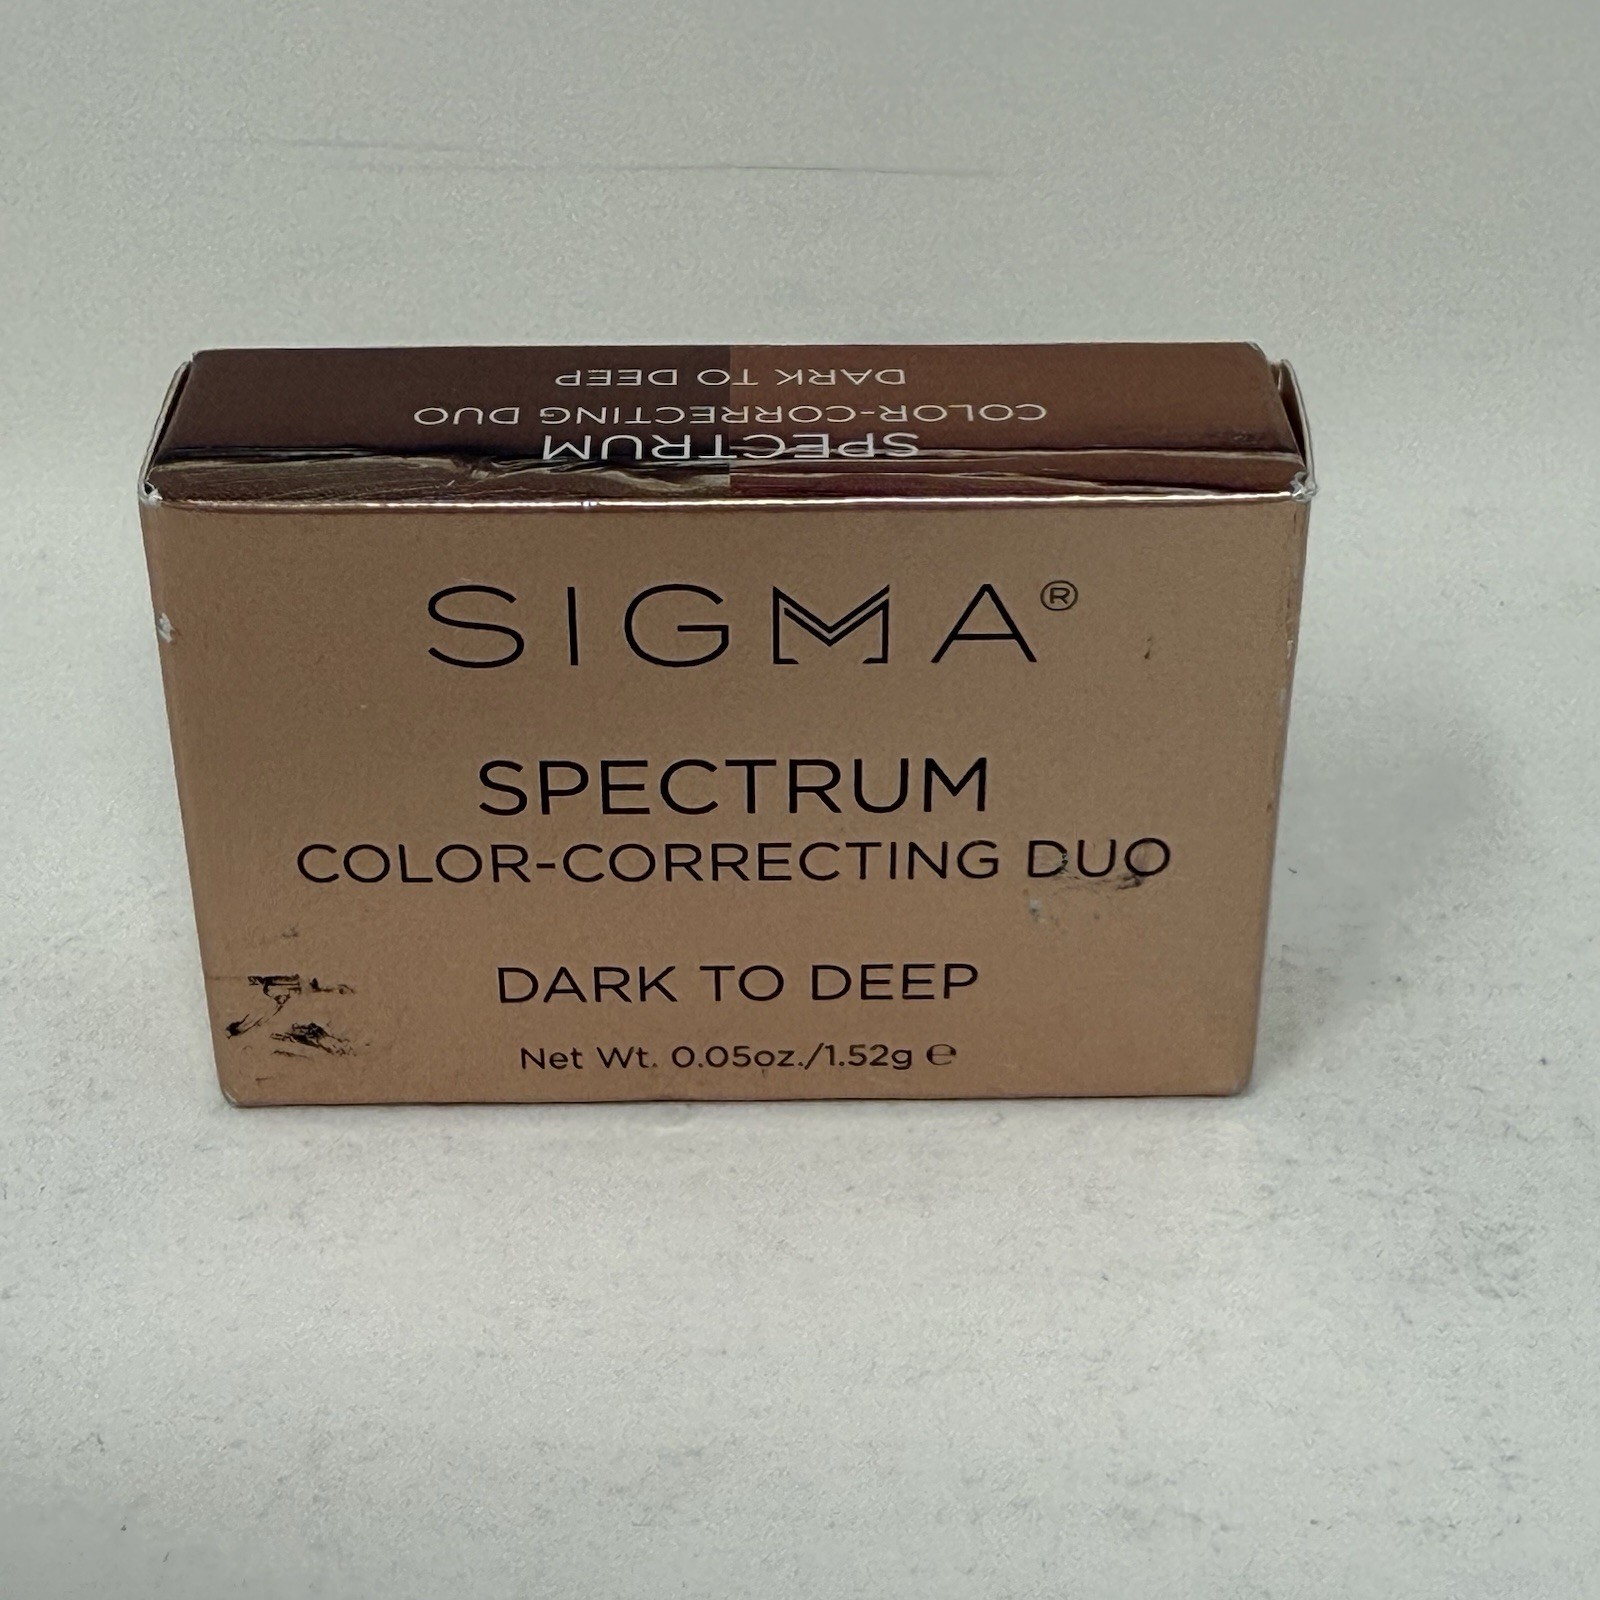 DARK TO DEEP
COLOR-CORRECTING DUO
SPECTRUM
SIGMA®
SPECTRUM
COLOR-CORRECTING DUO
DARK TO DEEP
Net Wt. 0.05oz./1.52g ℮